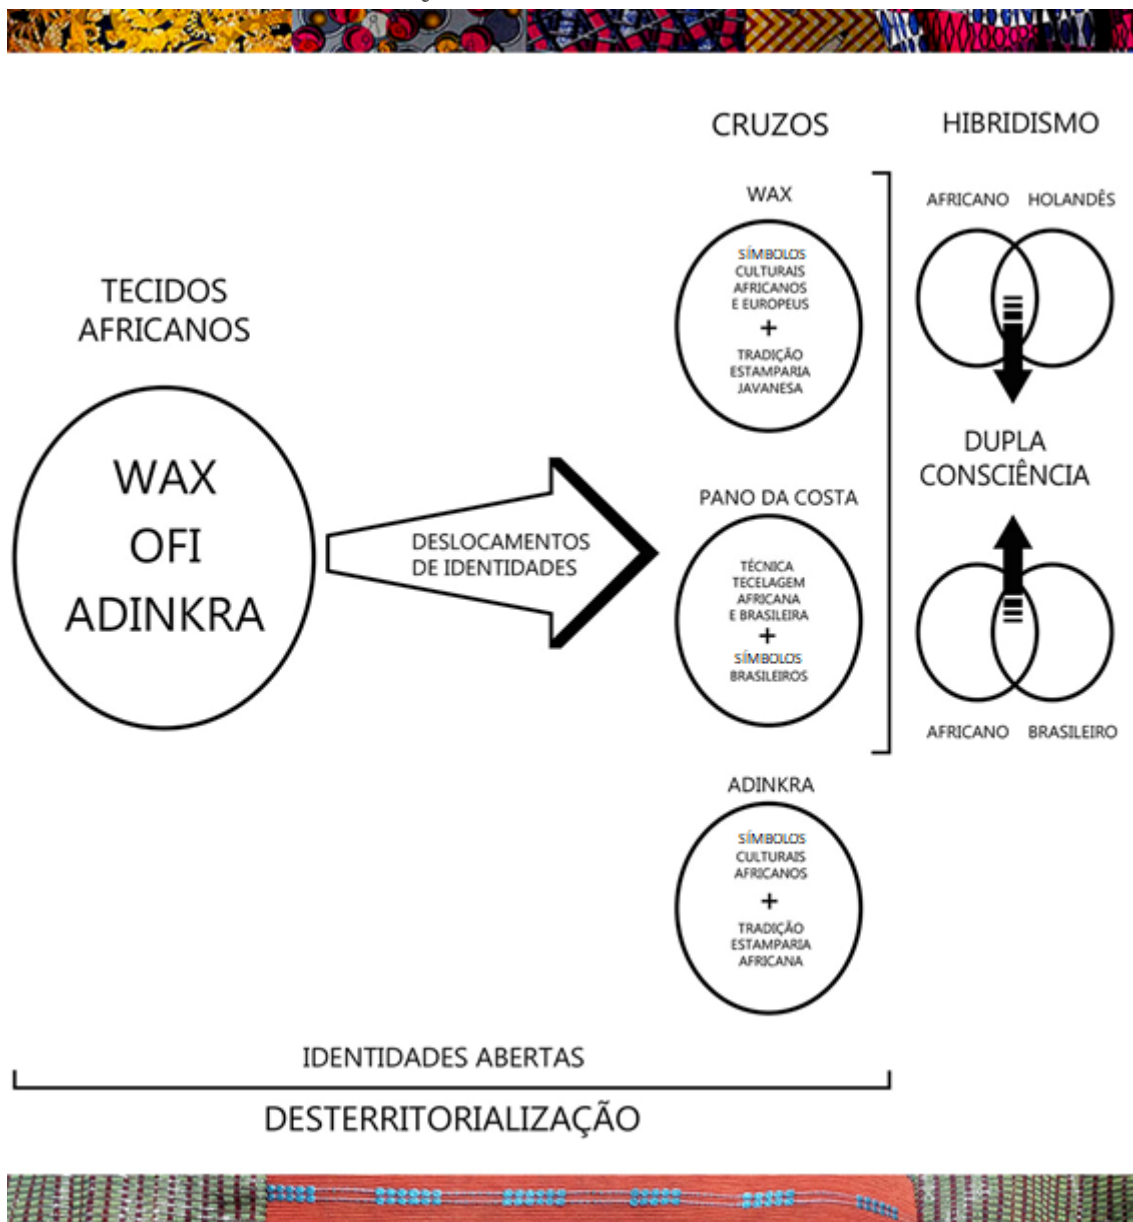 TECIDOS
AFRICANOS
WAX
OFI
ADINKRA
DESLOCAMENTOS
DE IDENTIDADES
CRUZOS
WAX
SÍMBOLOS
CULTURAIS
AFRICANOS
E EUROPEUS
+
TRADIÇÃO
ESTAMPARIA
JAVANESA
PANO DA COSTA
TÉCNICA
TECELAGEM
AFRICANA
E BRASILEIRA
+
SÍMBOLOS
BRASILEIROS
ADINKRA
SÍMBOLOS
CULTURAIS
AFRICANOS
+
TRADIÇÃO
ESTAMPARIA
AFRICANA
HIBRIDISMO
AFRICANO HOLANDÊS
DUPLA
CONSCIÊNCIA
AFRICANO BRASILEIRO
IDENTIDADES ABERTAS
DESTERRITORIALIZAÇÃO